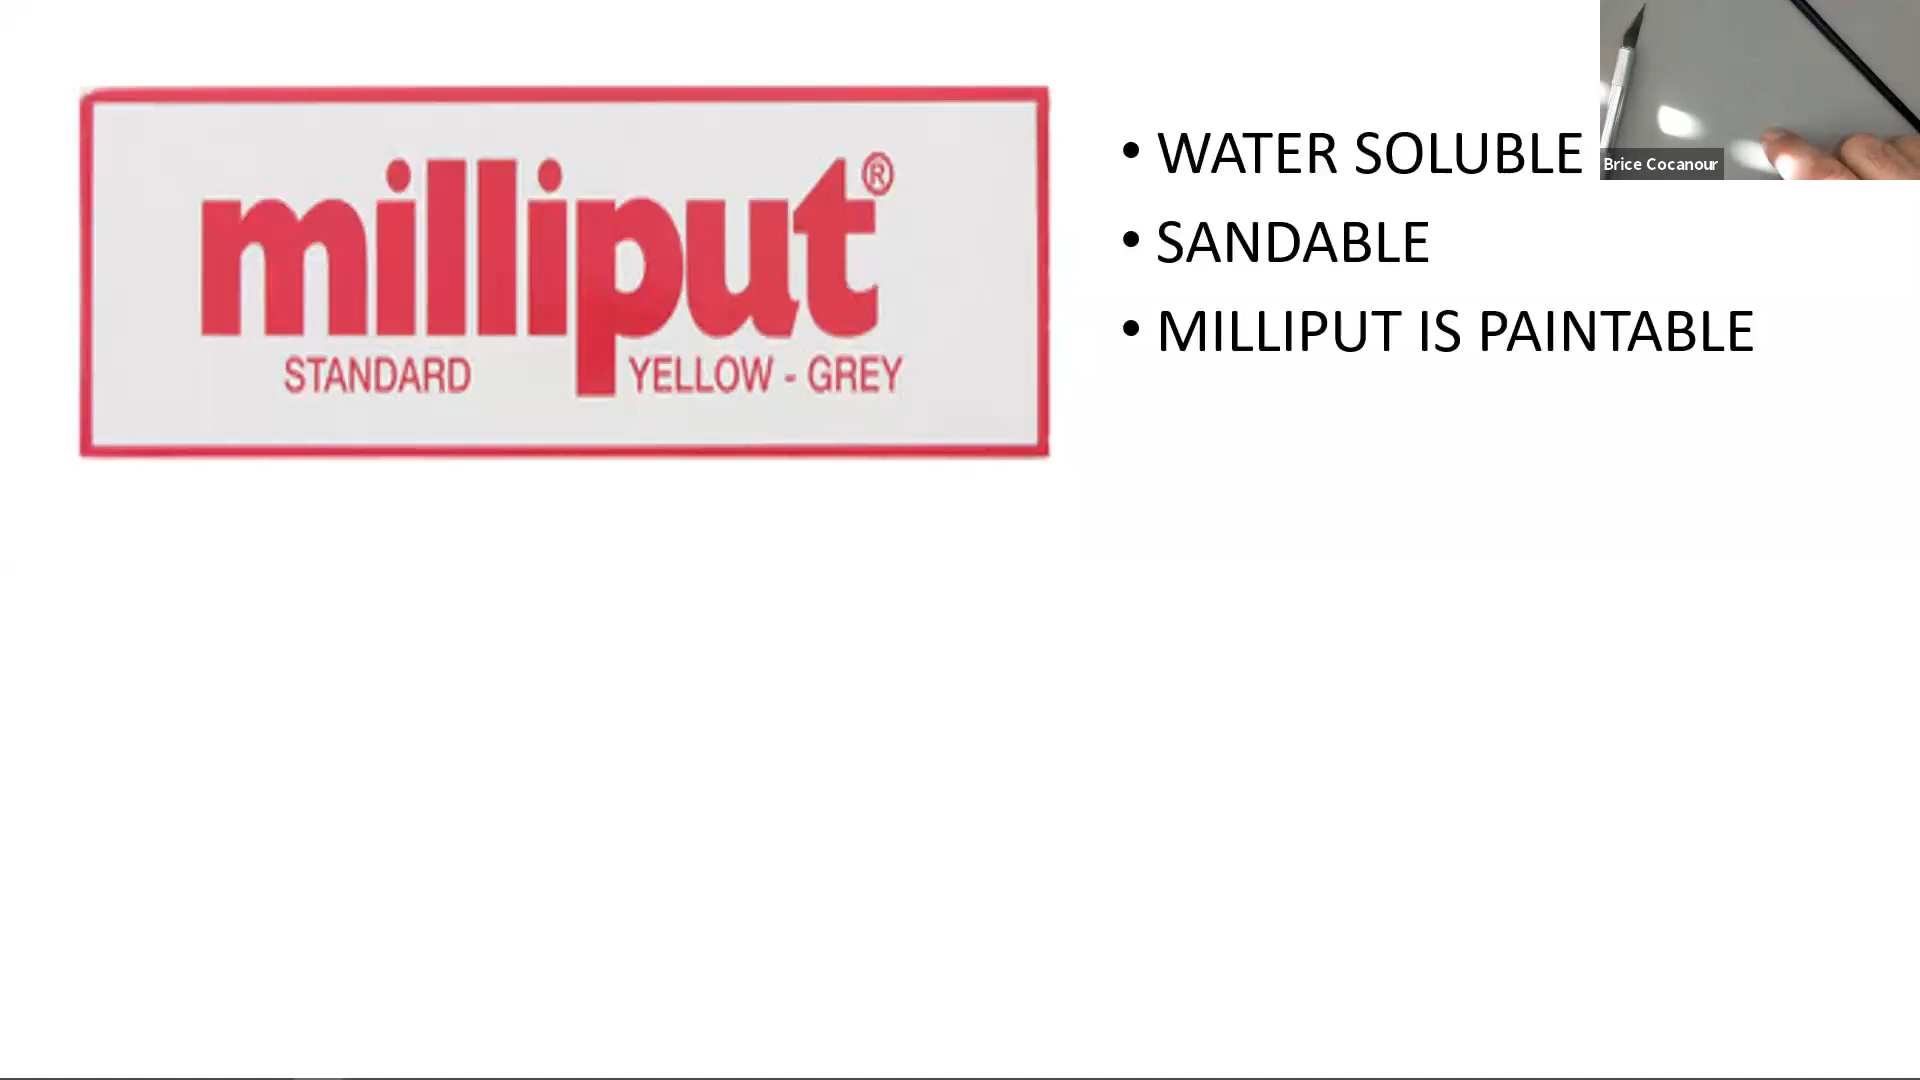 milliput®
STANDARD YELLOW - GREY
• WATER SOLUBLE
• SANDABLE
• MILLIPUT IS PAINTABLE
Brice Cocanour